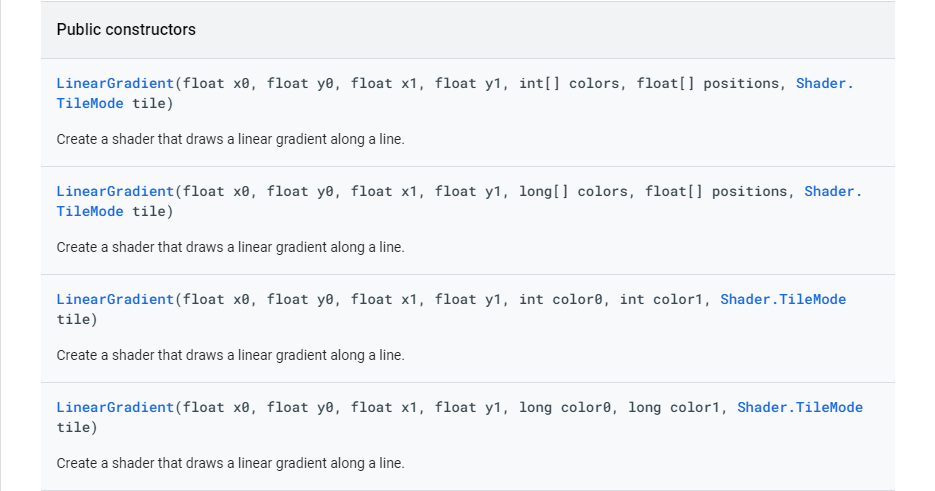 Public constructors
LinearGradient(float x0, float y0, float x1, float y1, int[] colors, float[] positions, Shader.
TileMode tile)
Create a shader that draws a linear gradient along a line.
LinearGradient(float x0, float y0, float x1, float y1, long[] colors, float[] positions, Shader.
TileMode tile)
Create a shader that draws a linear gradient along a line.
LinearGradient(float x0, float y0, float x1, float y1, int color0, int color1, Shader.TileMode
tile)
Create a shader that draws a linear gradient along a line.
LinearGradient(float x0, float y0, float x1, float y1, long color0, long color1, Shader.TileMode
tile)
Create a shader that draws a linear gradient along a line.